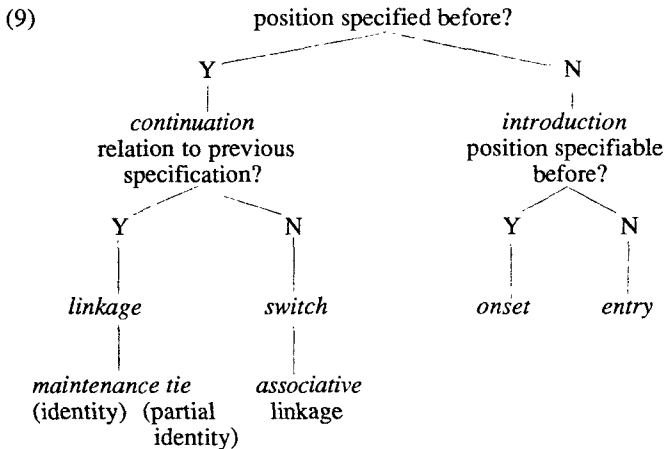 (9) position specified before?
Y N
continuation introduction
relation to previous position specifiable
specification? before?
Y N Y N
linkage switch onset entry
maintenance tie associative
(identity) (partial linkage
identity)